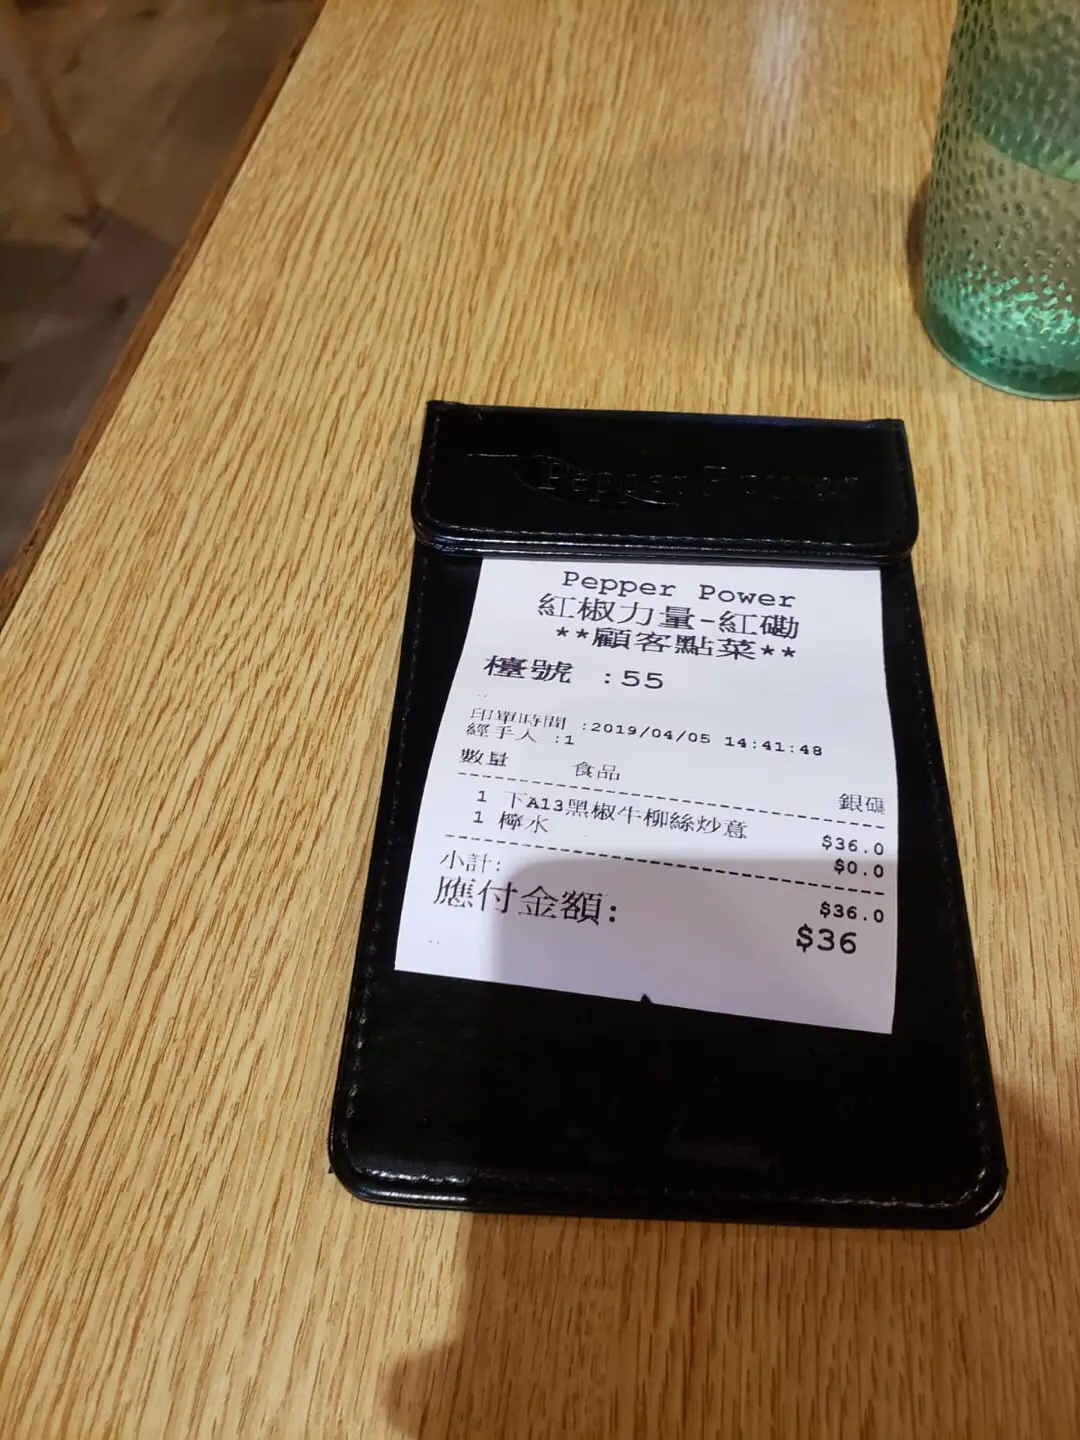 Pepper Power
Pepper Power
紅椒力量-紅磡
**顧客點菜**
檯號 :55
印單時間 :2019/04/05 14:41:48
經手人 :1
數量 食品 銀碼
1 下A13黑椒牛柳絲炒意 $36.0
1 檸水 $0.0
小計: $36.0
應付金額: $36